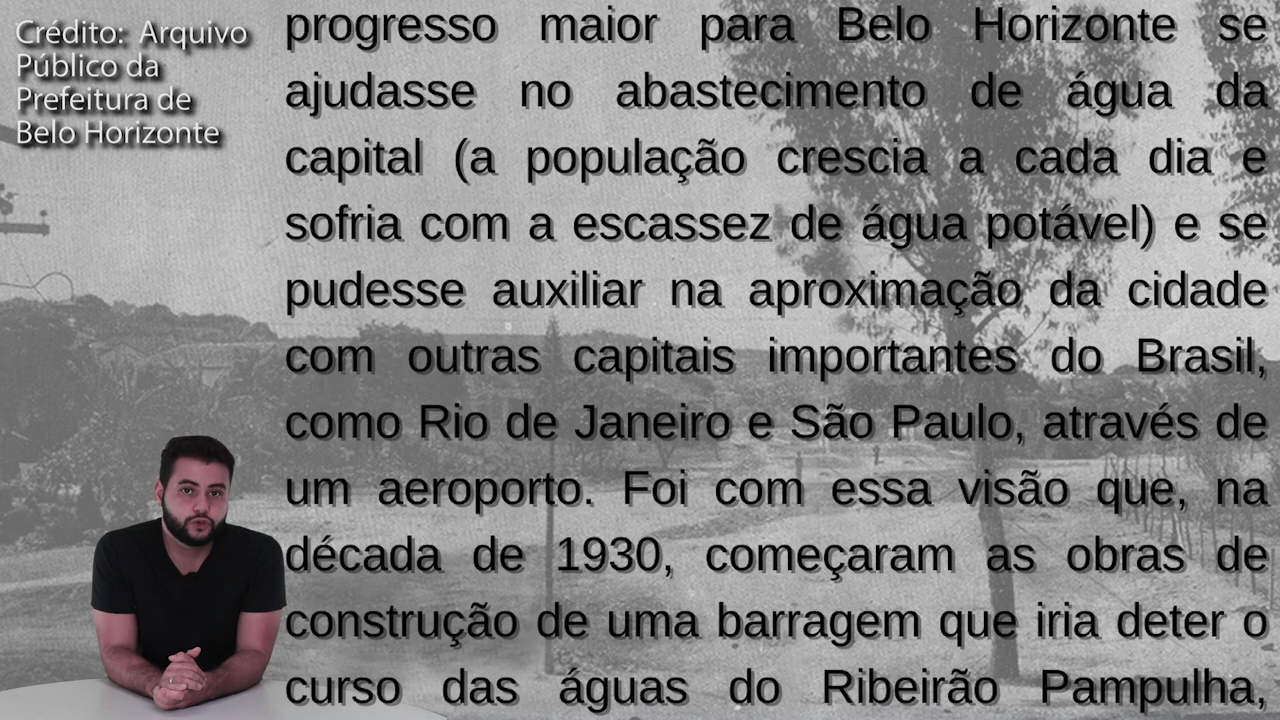 Crédito: Arquivo
Público da
Prefeitura de
Belo Horizonte
progresso maior para Belo Horizonte se
ajudasse no abastecimento de água da
capital (a população crescia a cada dia e
sofria com a escassez de água potável) e se
pudesse auxiliar na aproximação da cidade
com outras capitais importantes do Brasil,
como Rio de Janeiro e São Paulo, através de
um aeroporto. Foi com essa visão que, na
década de 1930, começaram as obras de
construção de uma barragem que iria deter o
curso das águas do Ribeirão Pampulha,